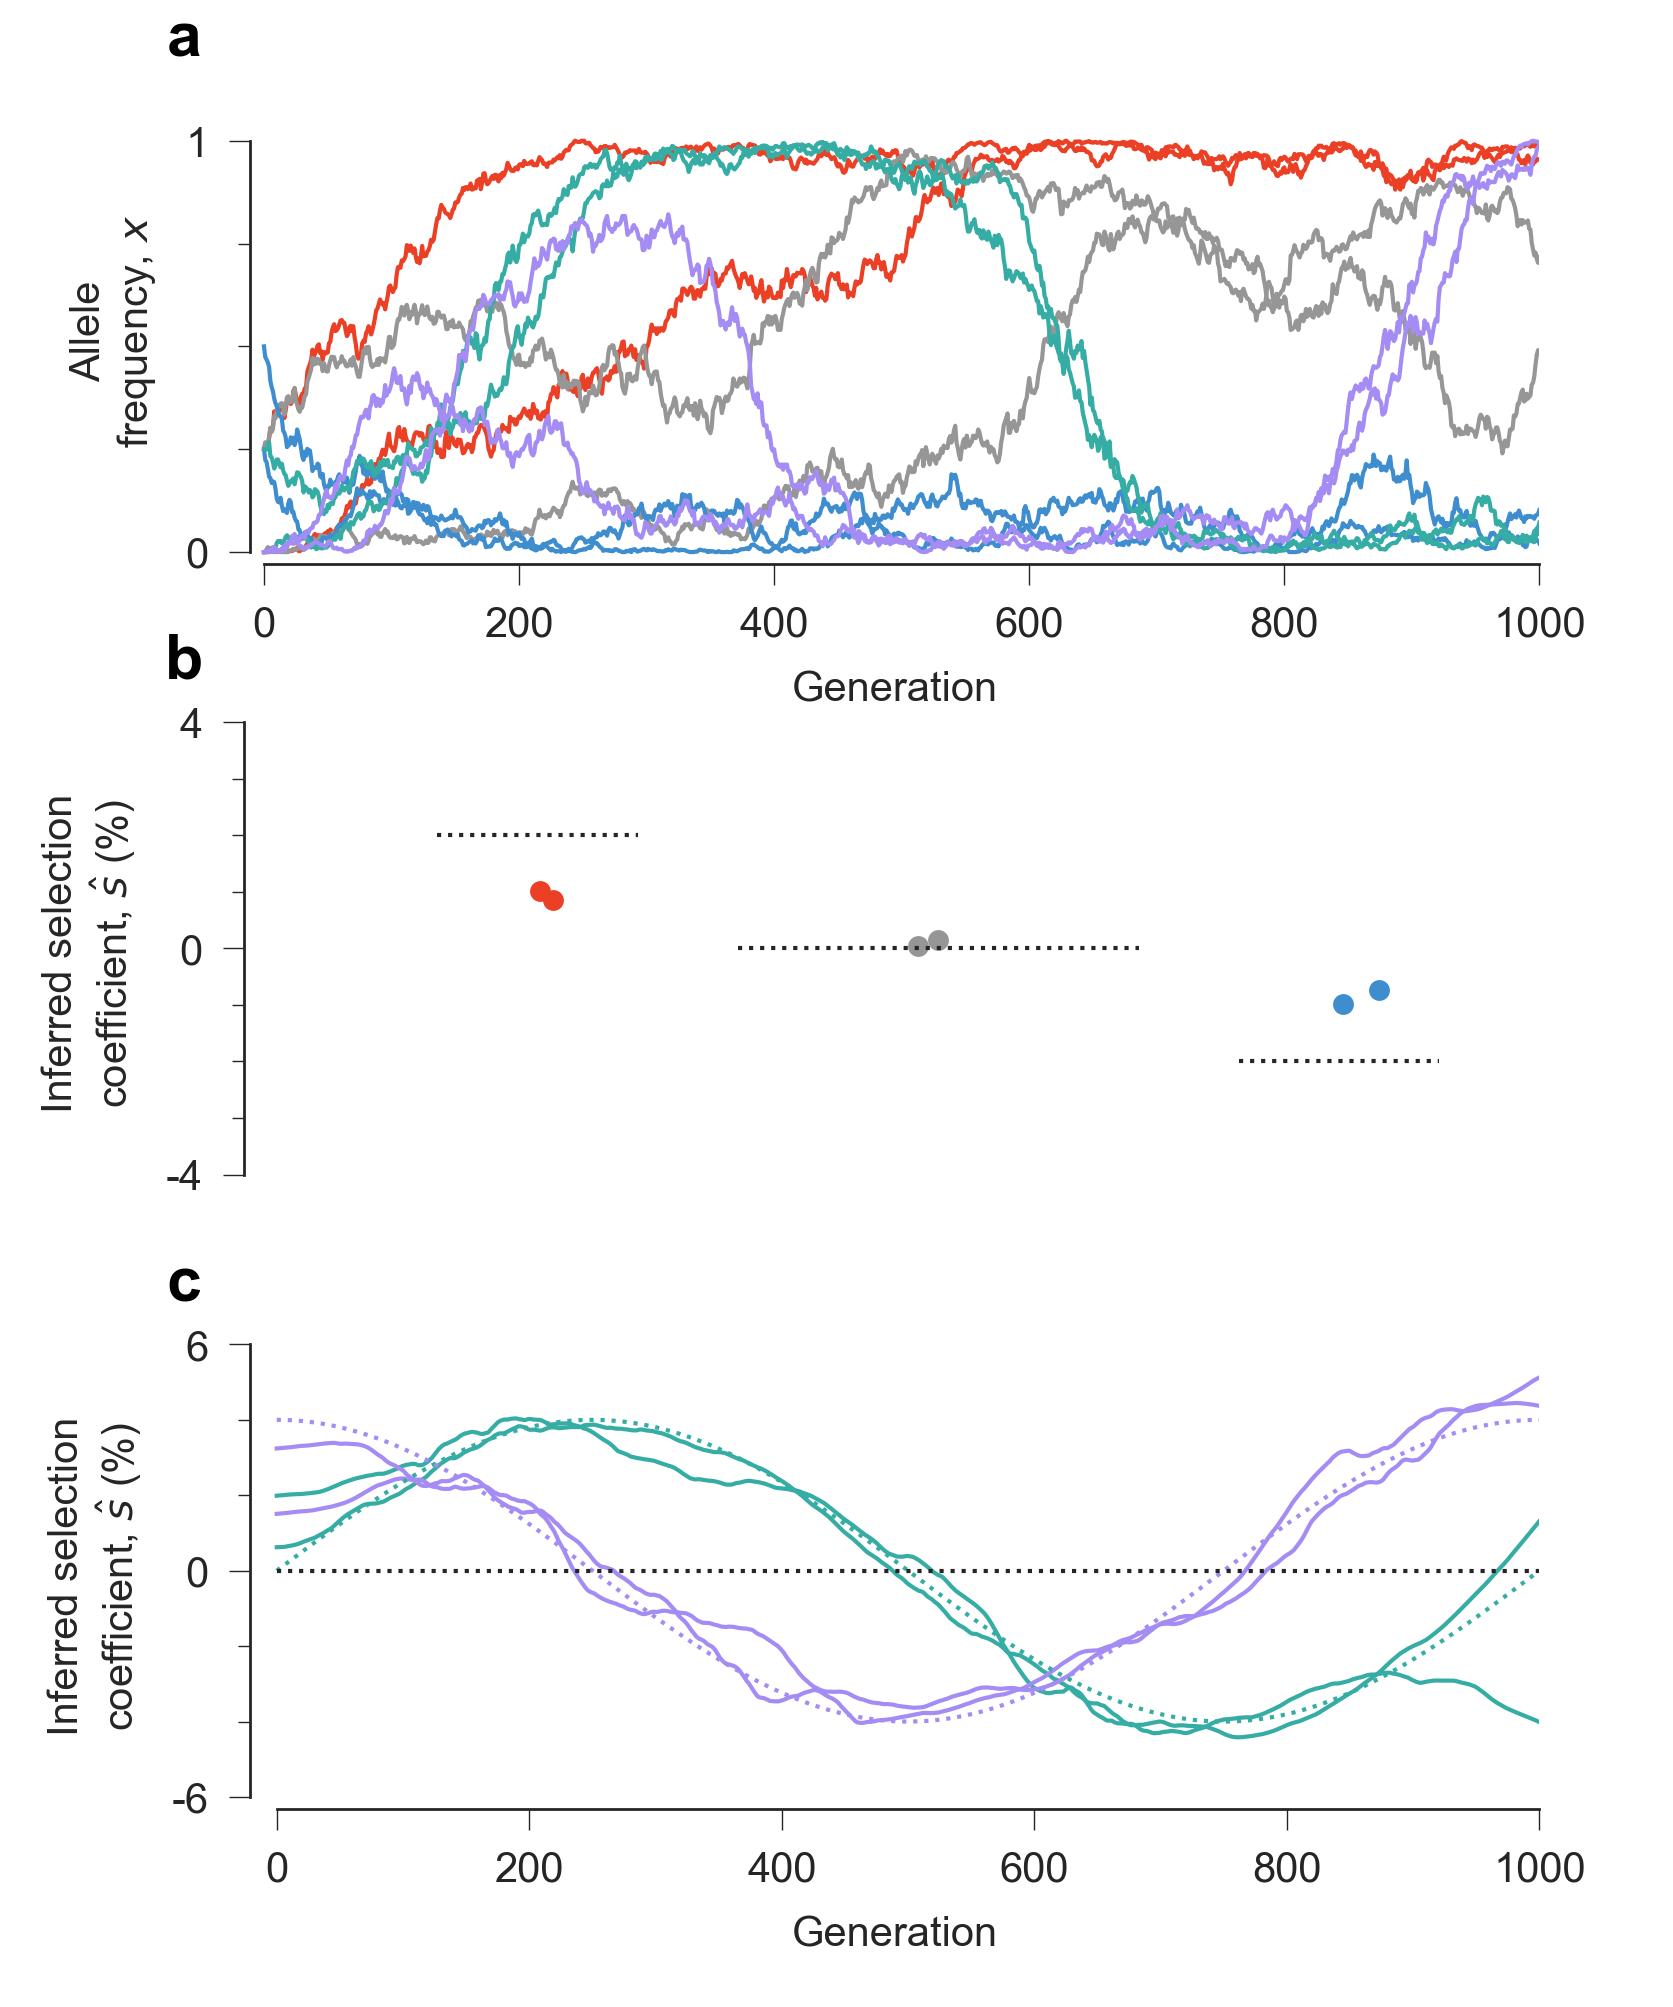 a
Allele
frequency, x
1
0
0 200 400 600 800 1000
Generation
b
Inferred selection
coefficient, ŝ (%)
4
0
-4
c
Inferred selection
coefficient, ŝ (%)
6
0
-6
0 200 400 600 800 1000
Generation